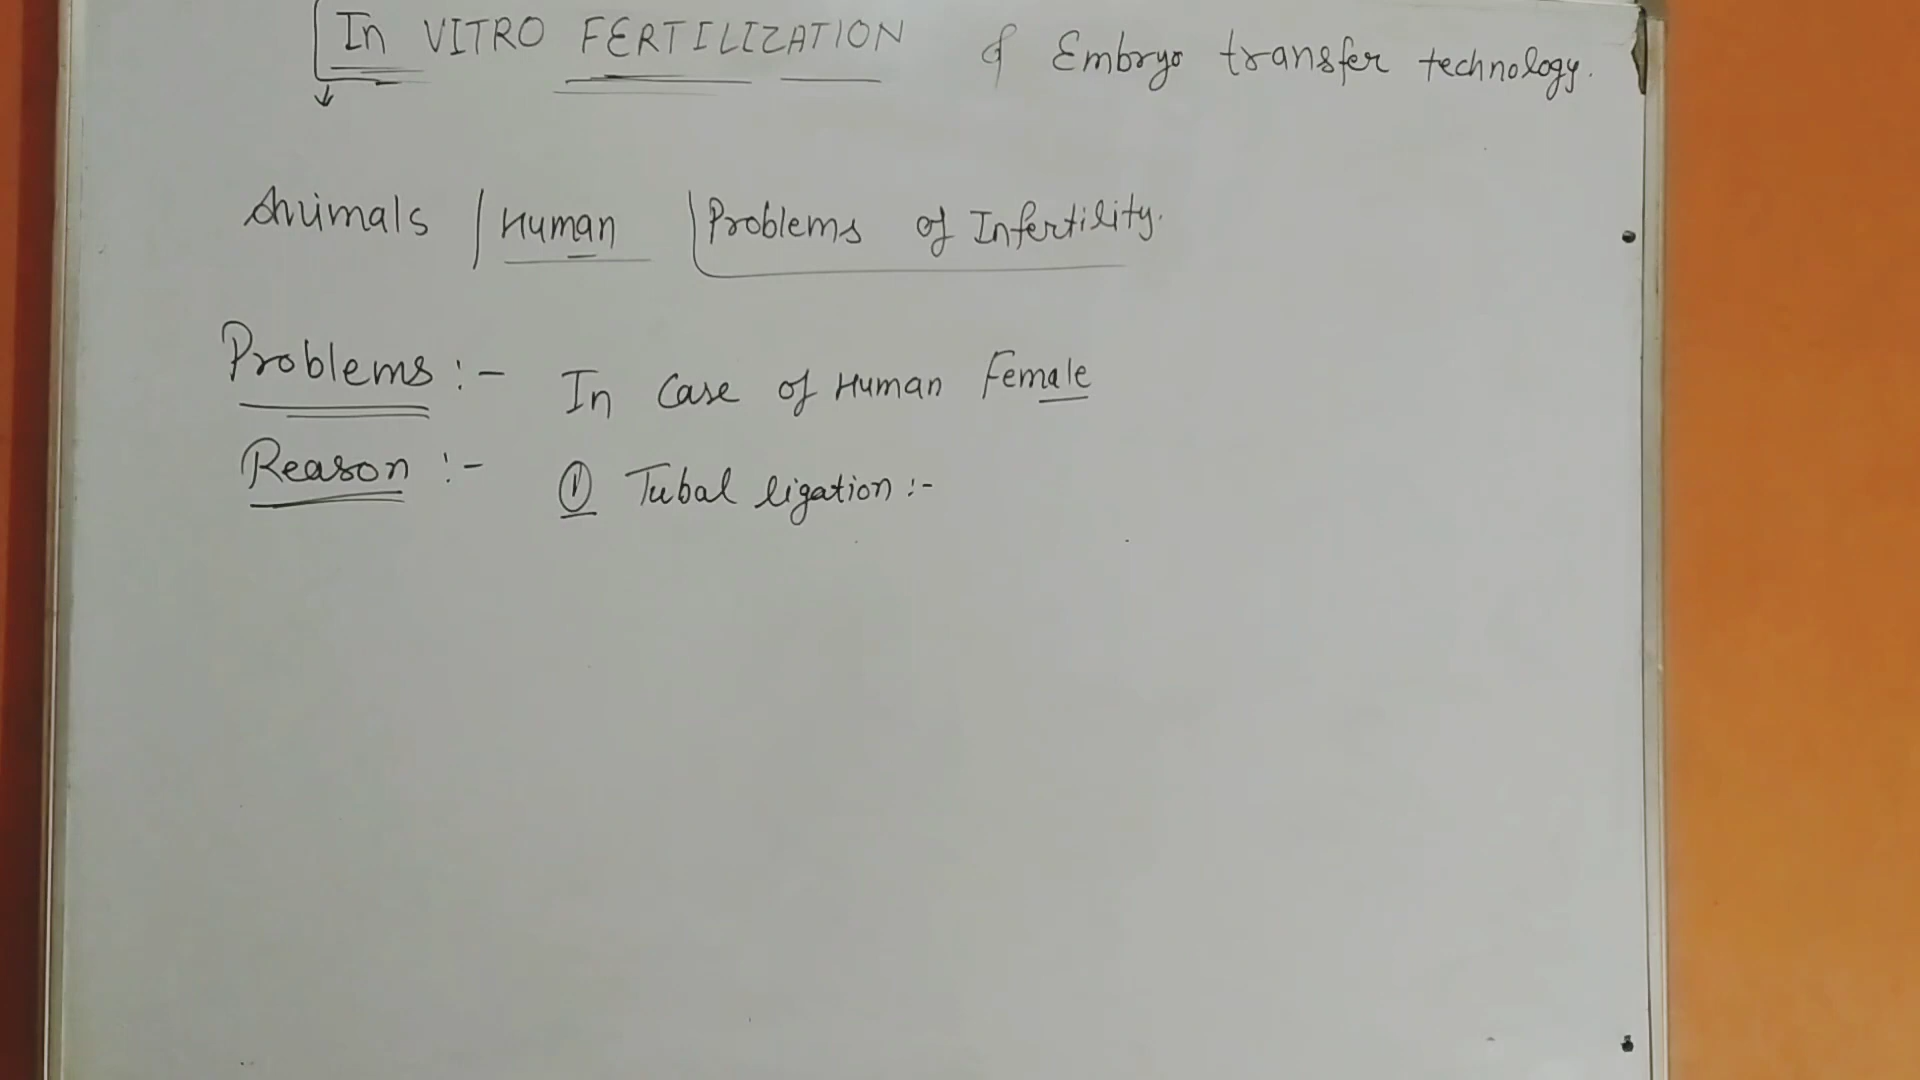 In VITRO FERTILIZATION & Embryo transfer technology.
Animals / Human / Problems of Infertility.
Problems :- In Case of Human Female
Reason :- ① Tubal ligation :-